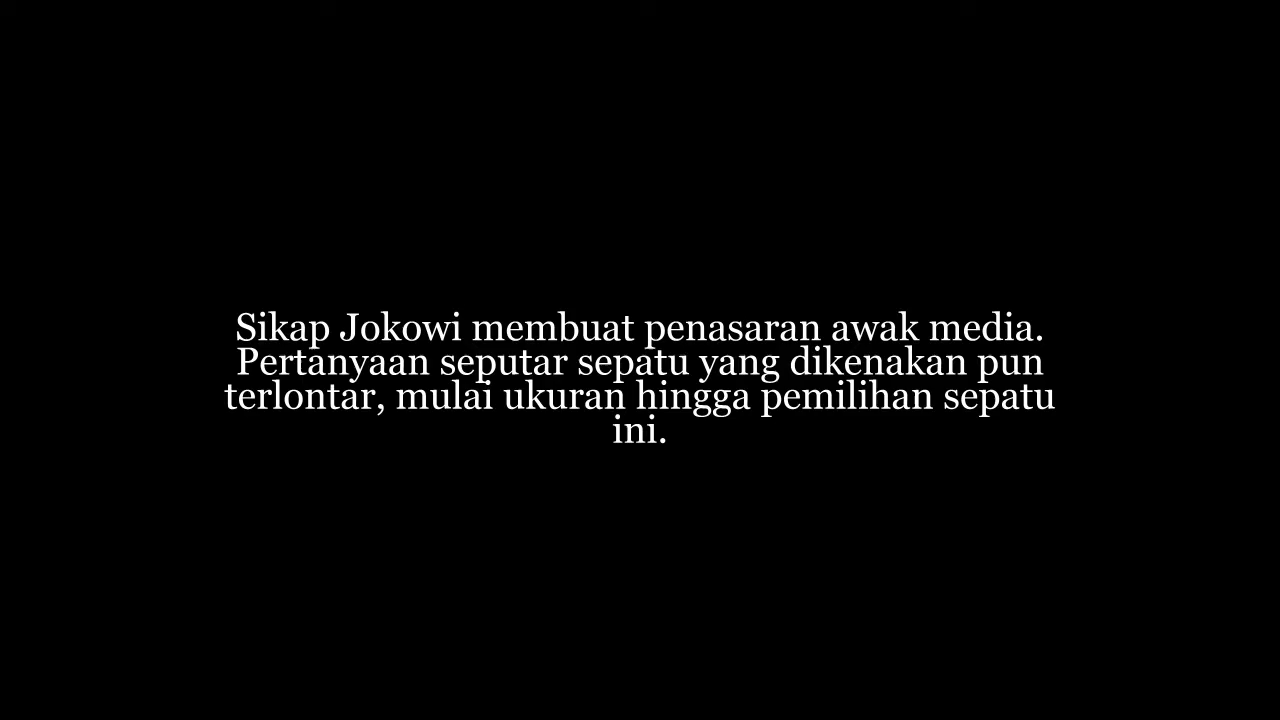 Sikap Jokowi membuat penasaran awak media.
Pertanyaan seputar sepatu yang dikenakan pun
terlontar, mulai ukuran hingga pemilihan sepatu
ini.